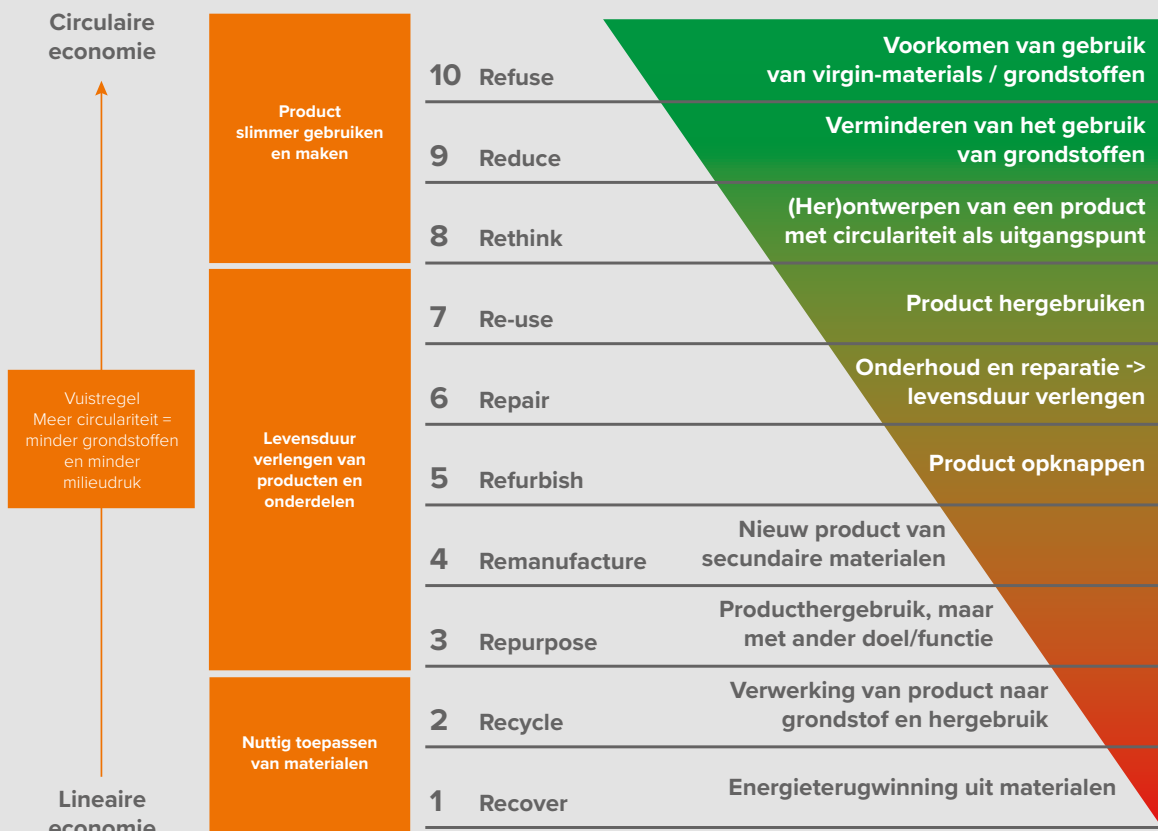 Circulaire
economie
Vuistregel
Meer circulariteit =
minder grondstoffen
en minder
milieudruk
Lineaire
economie
Product
slimmer gebruiken
en maken
Levensduur
verlengen van
producten en
onderdelen
Nuttig toepassen
van materialen
10 Refuse
Voorkomen van gebruik
van virgin-materials / grondstoffen
9 Reduce
Verminderen van het gebruik
van grondstoffen
8 Rethink
(Her)ontwerpen van een product
met circulariteit als uitgangspunt
7 Re-use
Product hergebruiken
6 Repair
Onderhoud en reparatie ->
levensduur verlengen
5 Refurbish
Product opknappen
4 Remanufacture
Nieuw product van
secundaire materialen
3 Repurpose
Producthergebruik, maar
met ander doel/functie
2 Recycle
Verwerking van product naar
grondstof en hergebruik
1 Recover
Energieterugwinning uit materialen